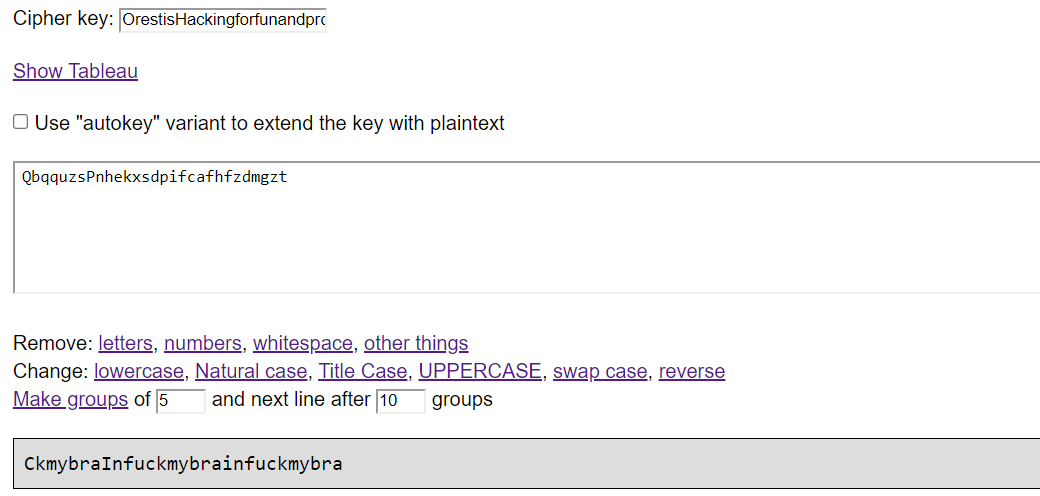 Cipher key: OrestisHackingforfunandpro
Show Tableau
Use "autokey" variant to extend the key with plaintext
QbqquzsPnhekxsdpifcafhfzdmgzt
Remove: letters, numbers, whitespace, other things
Change: lowercase, Natural case, Title Case, UPPERCASE, swap case, reverse
Make groups of 5 and next line after 10 groups
CkmybraInfuckmybrainfuckmybra